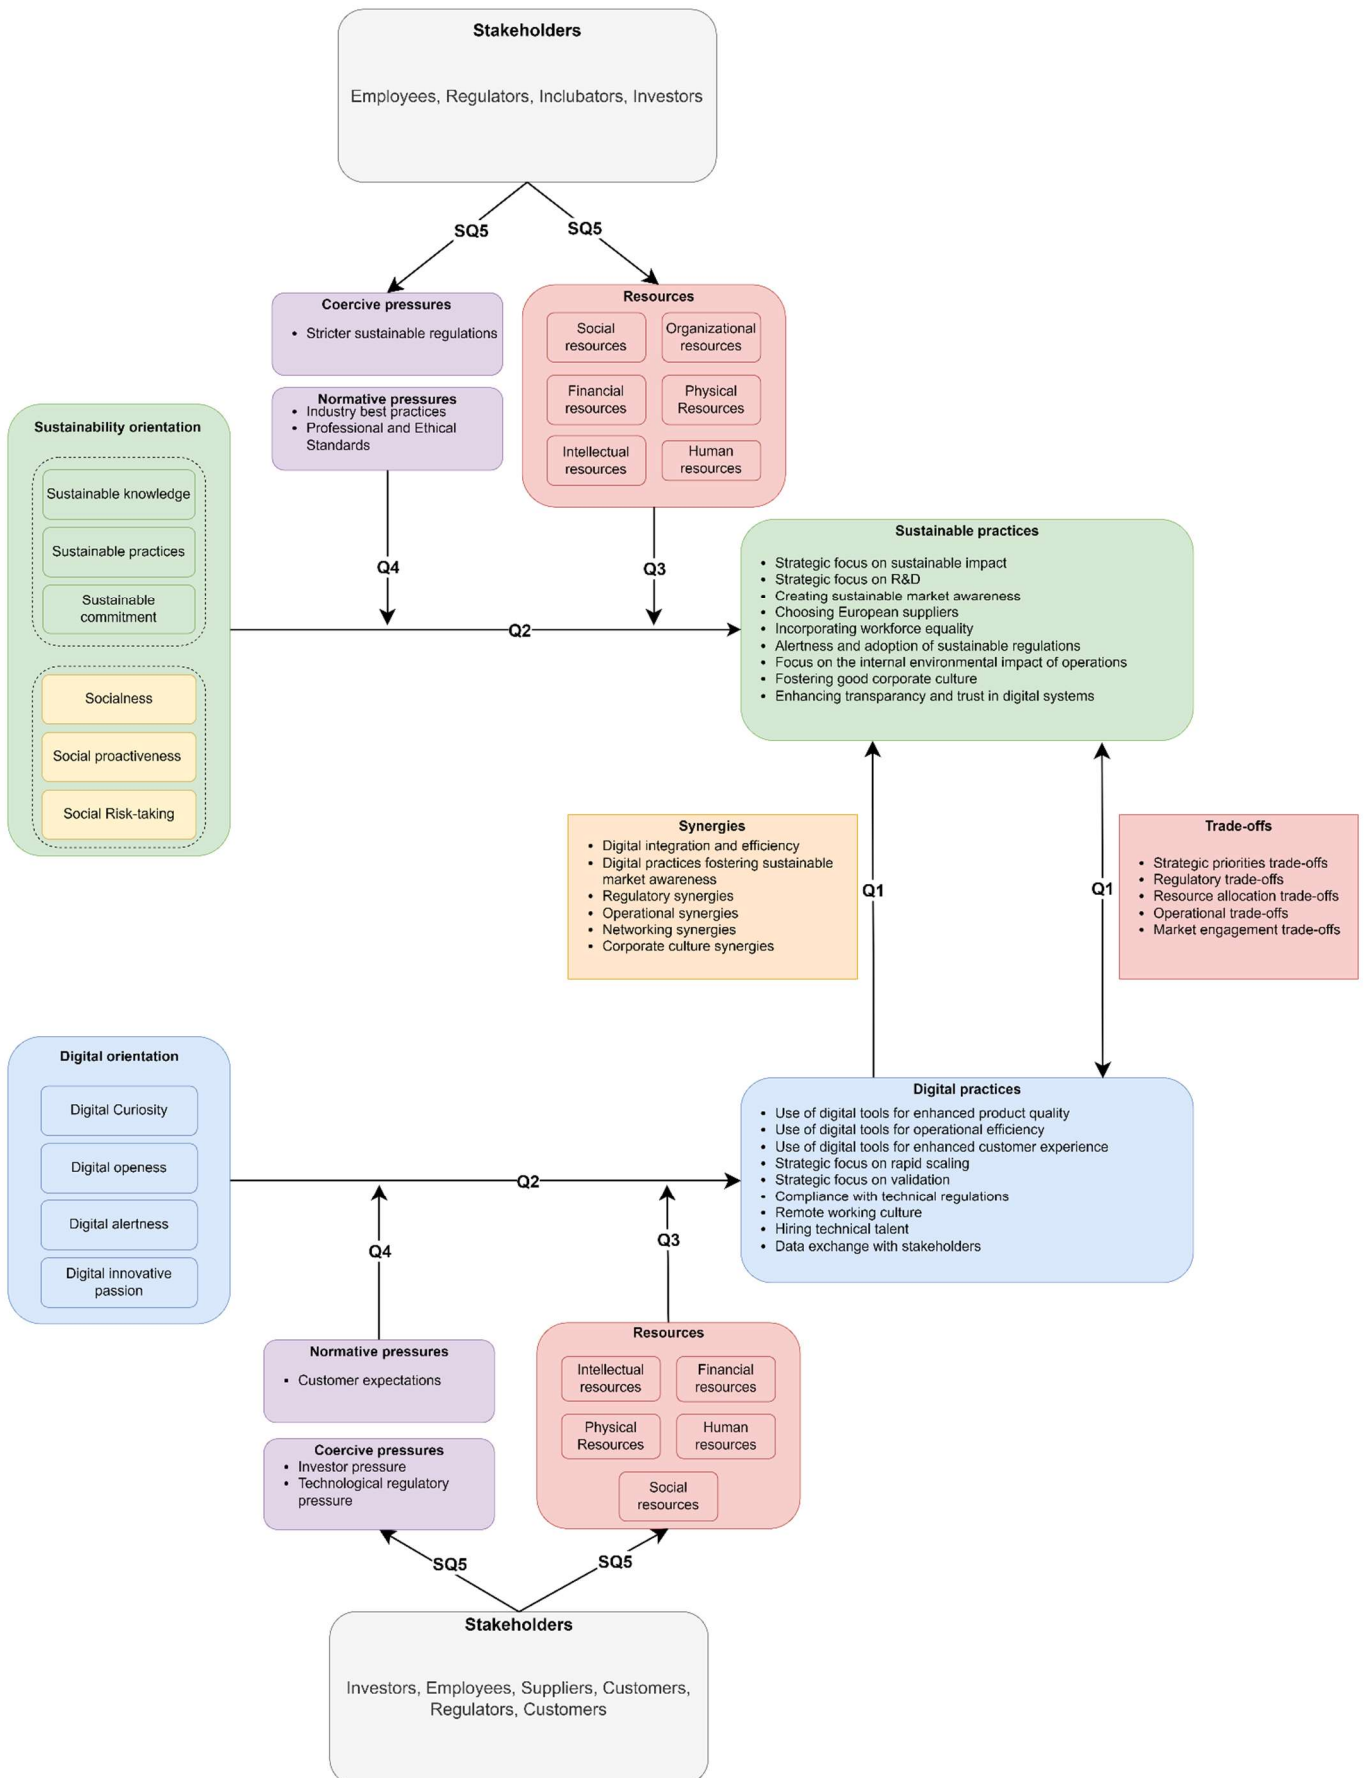 Stakeholders
Employees, Regulators, Inclubators, Investors
SQ5
SQ5
Coercive pressures
• Stricter sustainable regulations
Normative pressures
• Industry best practices
• Professional and Ethical
Standards
Resources
Social
resources
Organizational
resources
Financial
resources
Physical
Resources
Intellectual
resources
Human
resources
Sustainability orientation
Sustainable knowledge
Sustainable practices
Sustainable
commitment
Socialness
Social proactiveness
Social Risk-taking
Q4
Q3
Q2
Sustainable practices
• Strategic focus on sustainable impact
• Strategic focus on R&D
• Creating sustainable market awareness
• Choosing European suppliers
• Incorporating workforce equality
• Alertness and adoption of sustainable regulations
• Focus on the internal environmental impact of operations
• Fostering good corporate culture
• Enhancing transparancy and trust in digital systems
Synergies
• Digital integration and efficiency
• Digital practices fostering sustainable
market awareness
• Regulatory synergies
• Operational synergies
• Networking synergies
• Corporate culture synergies
Q1
Q1
Trade-offs
• Strategic priorities trade-offs
• Regulatory trade-offs
• Resource allocation trade-offs
• Operational trade-offs
• Market engagement trade-offs
Digital orientation
Digital Curiosity
Digital openess
Digital alertness
Digital innovative
passion
Q2
Q4
Q3
Digital practices
• Use of digital tools for enhanced product quality
• Use of digital tools for operational efficiency
• Use of digital tools for enhanced customer experience
• Strategic focus on rapid scaling
• Strategic focus on validation
• Compliance with technical regulations
• Remote working culture
• Hiring technical talent
• Data exchange with stakeholders
Normative pressures
▪ Customer expectations
Coercive pressures
• Investor pressure
• Technological regulatory
pressure
Resources
Intellectual
resources
Financial
resources
Physical
Resources
Human
resources
Social
resources
SQ5
SQ5
Stakeholders
Investors, Employees, Suppliers, Customers,
Regulators, Customers